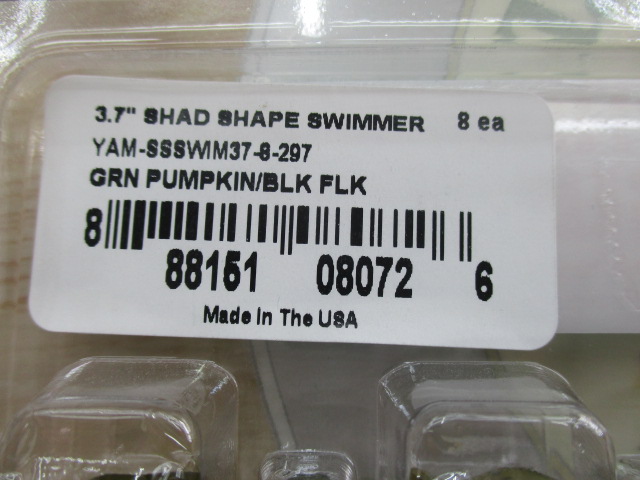 3.7" SHAD SHAPE SWIMMER 8 ea
YAM-SSSWIM37-8-297
GRN PUMPKIN/BLK FLK
8 88151 08072 6
Made In The USA